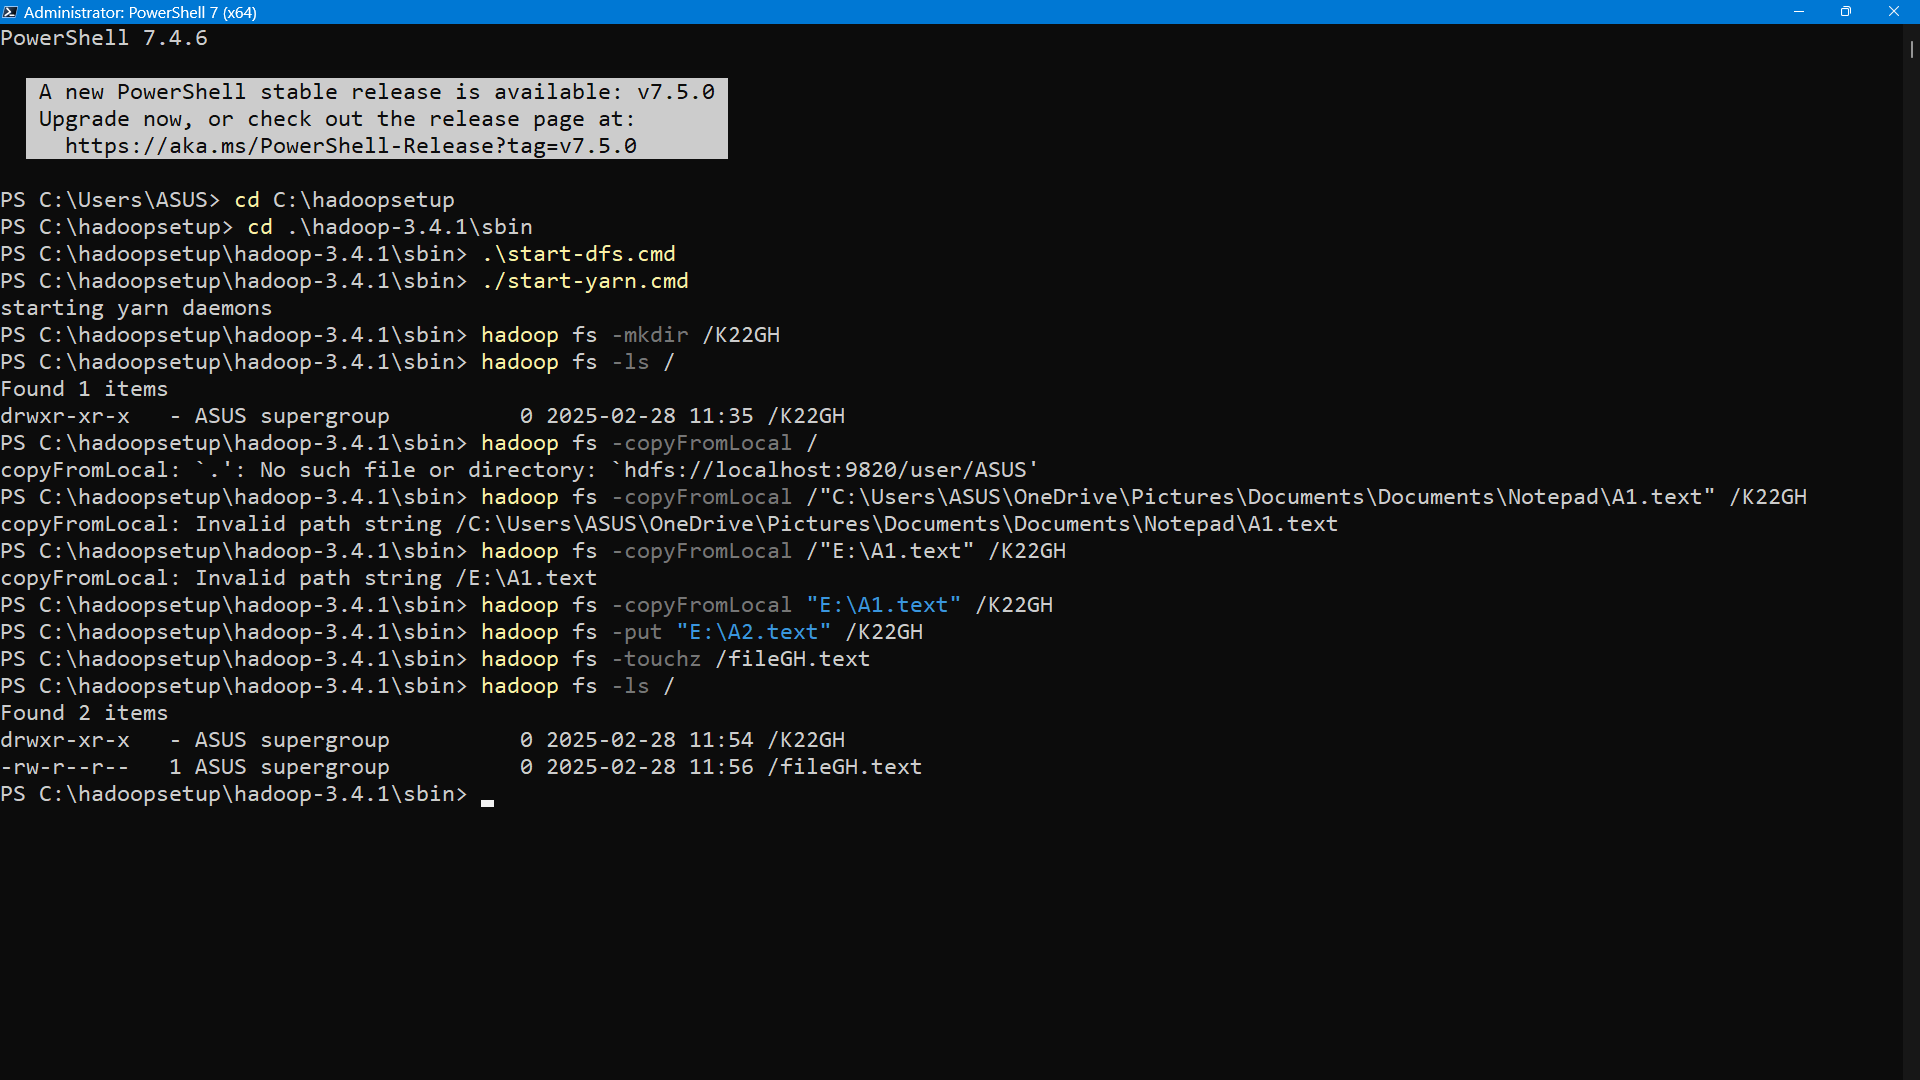 Administrator: PowerShell 7 (x64)
PowerShell 7.4.6
A new PowerShell stable release is available: v7.5.0
Upgrade now, or check out the release page at:
https://aka.ms/PowerShell-Release?tag=v7.5.0
PS C:\Users\ASUS> cd C:\hadoopsetup
PS C:\hadoopsetup> cd .\hadoop-3.4.1\sbin
PS C:\hadoopsetup\hadoop-3.4.1\sbin> .\start-dfs.cmd
PS C:\hadoopsetup\hadoop-3.4.1\sbin> ./start-yarn.cmd
starting yarn daemons
PS C:\hadoopsetup\hadoop-3.4.1\sbin> hadoop fs -mkdir /K22GH
PS C:\hadoopsetup\hadoop-3.4.1\sbin> hadoop fs -ls /
Found 1 items
drwxr-xr-x   - ASUS supergroup          0 2025-02-28 11:35 /K22GH
PS C:\hadoopsetup\hadoop-3.4.1\sbin> hadoop fs -copyFromLocal /
copyFromLocal: `.': No such file or directory: `hdfs://localhost:9820/user/ASUS'
PS C:\hadoopsetup\hadoop-3.4.1\sbin> hadoop fs -copyFromLocal /"C:\Users\ASUS\OneDrive\Pictures\Documents\Documents\Notepad\A1.text" /K22GH
copyFromLocal: Invalid path string /C:\Users\ASUS\OneDrive\Pictures\Documents\Documents\Notepad\A1.text
PS C:\hadoopsetup\hadoop-3.4.1\sbin> hadoop fs -copyFromLocal /"E:\A1.text" /K22GH
copyFromLocal: Invalid path string /E:\A1.text
PS C:\hadoopsetup\hadoop-3.4.1\sbin> hadoop fs -copyFromLocal "E:\A1.text" /K22GH
PS C:\hadoopsetup\hadoop-3.4.1\sbin> hadoop fs -put "E:\A2.text" /K22GH
PS C:\hadoopsetup\hadoop-3.4.1\sbin> hadoop fs -touchz /fileGH.text
PS C:\hadoopsetup\hadoop-3.4.1\sbin> hadoop fs -ls /
Found 2 items
drwxr-xr-x   - ASUS supergroup          0 2025-02-28 11:54 /K22GH
-rw-r--r--   1 ASUS supergroup          0 2025-02-28 11:56 /fileGH.text
PS C:\hadoopsetup\hadoop-3.4.1\sbin>